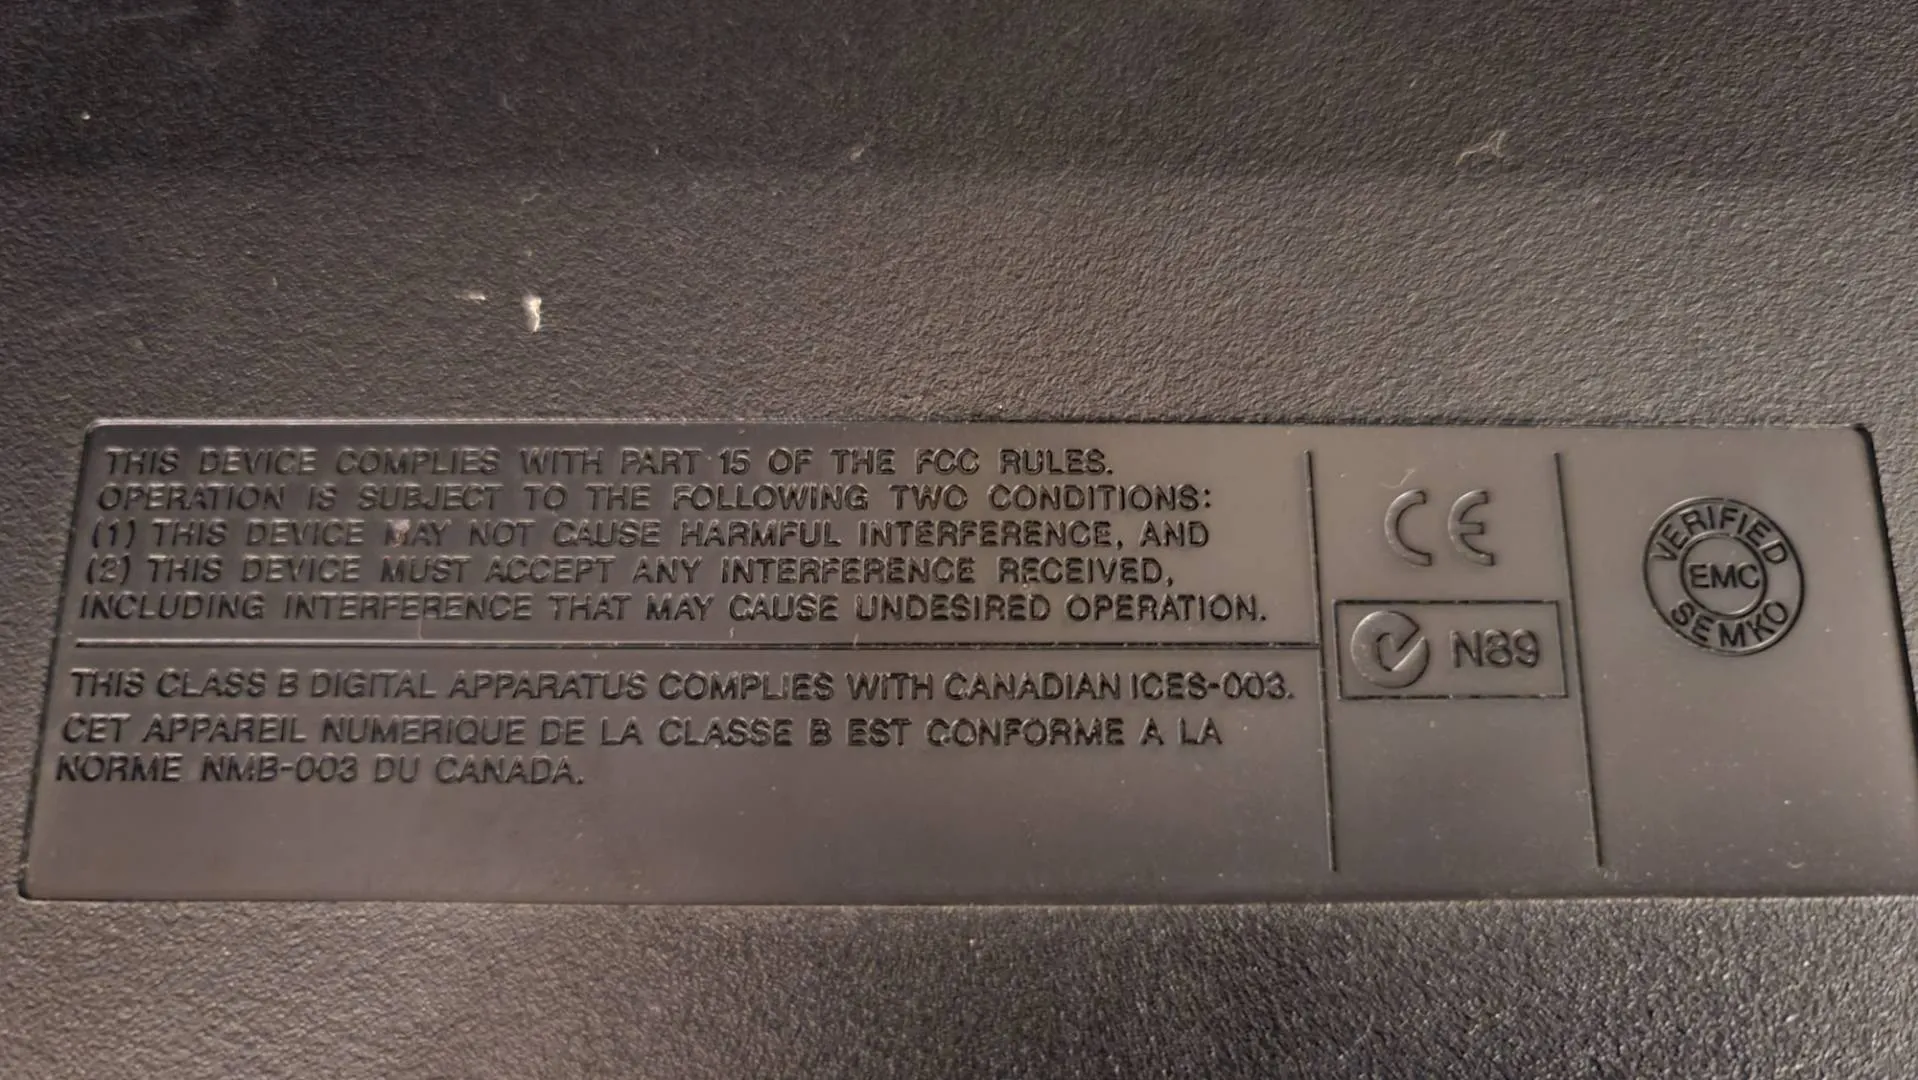 THIS DEVICE COMPLIES WITH PART 15 OF THE FCC RULES.
OPERATION IS SUBJECT TO THE FOLLOWING TWO CONDITIONS:
(1) THIS DEVICE MAY NOT CAUSE HARMFUL INTERFERENCE, AND
(2) THIS DEVICE MUST ACCEPT ANY INTERFERENCE RECEIVED,
INCLUDING INTERFERENCE THAT MAY CAUSE UNDESIRED OPERATION.
THIS CLASS B DIGITAL APPARATUS COMPLIES WITH CANADIAN ICES-003.
CET APPAREIL NUMERIQUE DE LA CLASSE B EST CONFORME A LA
NORME NMB-003 DU CANADA.
CE
N89
VERIFIED
EMC
SEMKO